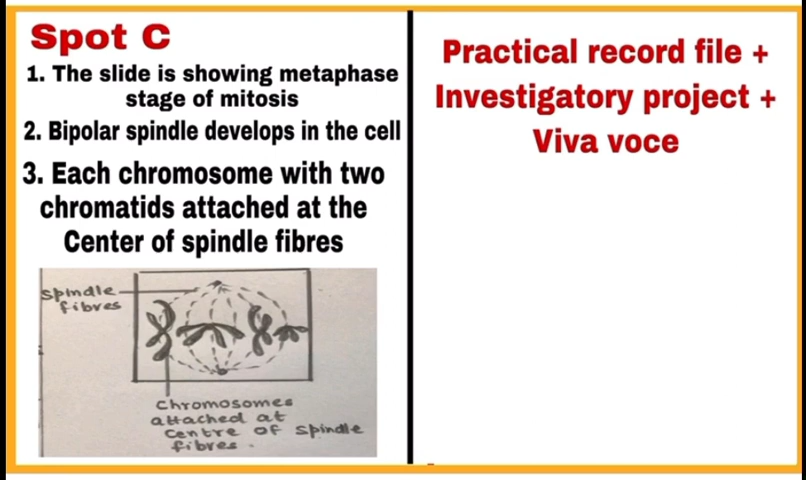 Spot C
1. The slide is showing metaphase
stage of mitosis
2. Bipolar spindle develops in the cell
3. Each chromosome with two
chromatids attached at the
Center of spindle fibres
spindle
fibres
chromosomes
attached at
centre of spindle
fibres.
Practical record file +
Investigatory project +
Viva voce